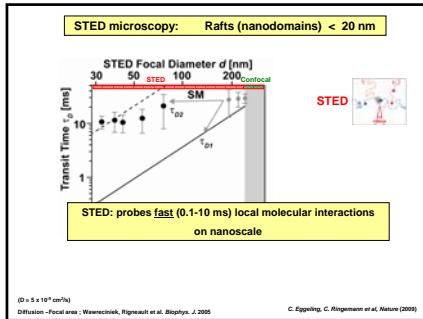 STED microscopy: Rafts (nanodomains) < 20 nm
STED Focal Diameter d [nm]
30 50 100 200
STED Confocal
SM
Transit Time τD [ms]
10
1
τD2
τD1
STED
STED: probes fast (0.1-10 ms) local molecular interactions
on nanoscale
(D = 5 x 10⁻⁹ cm²/s)
Diffusion –Focal area ; Wawreciniek, Rigneault et al. Biophys. J. 2005
C. Eggeling, C. Ringemann et al, Nature (2009)